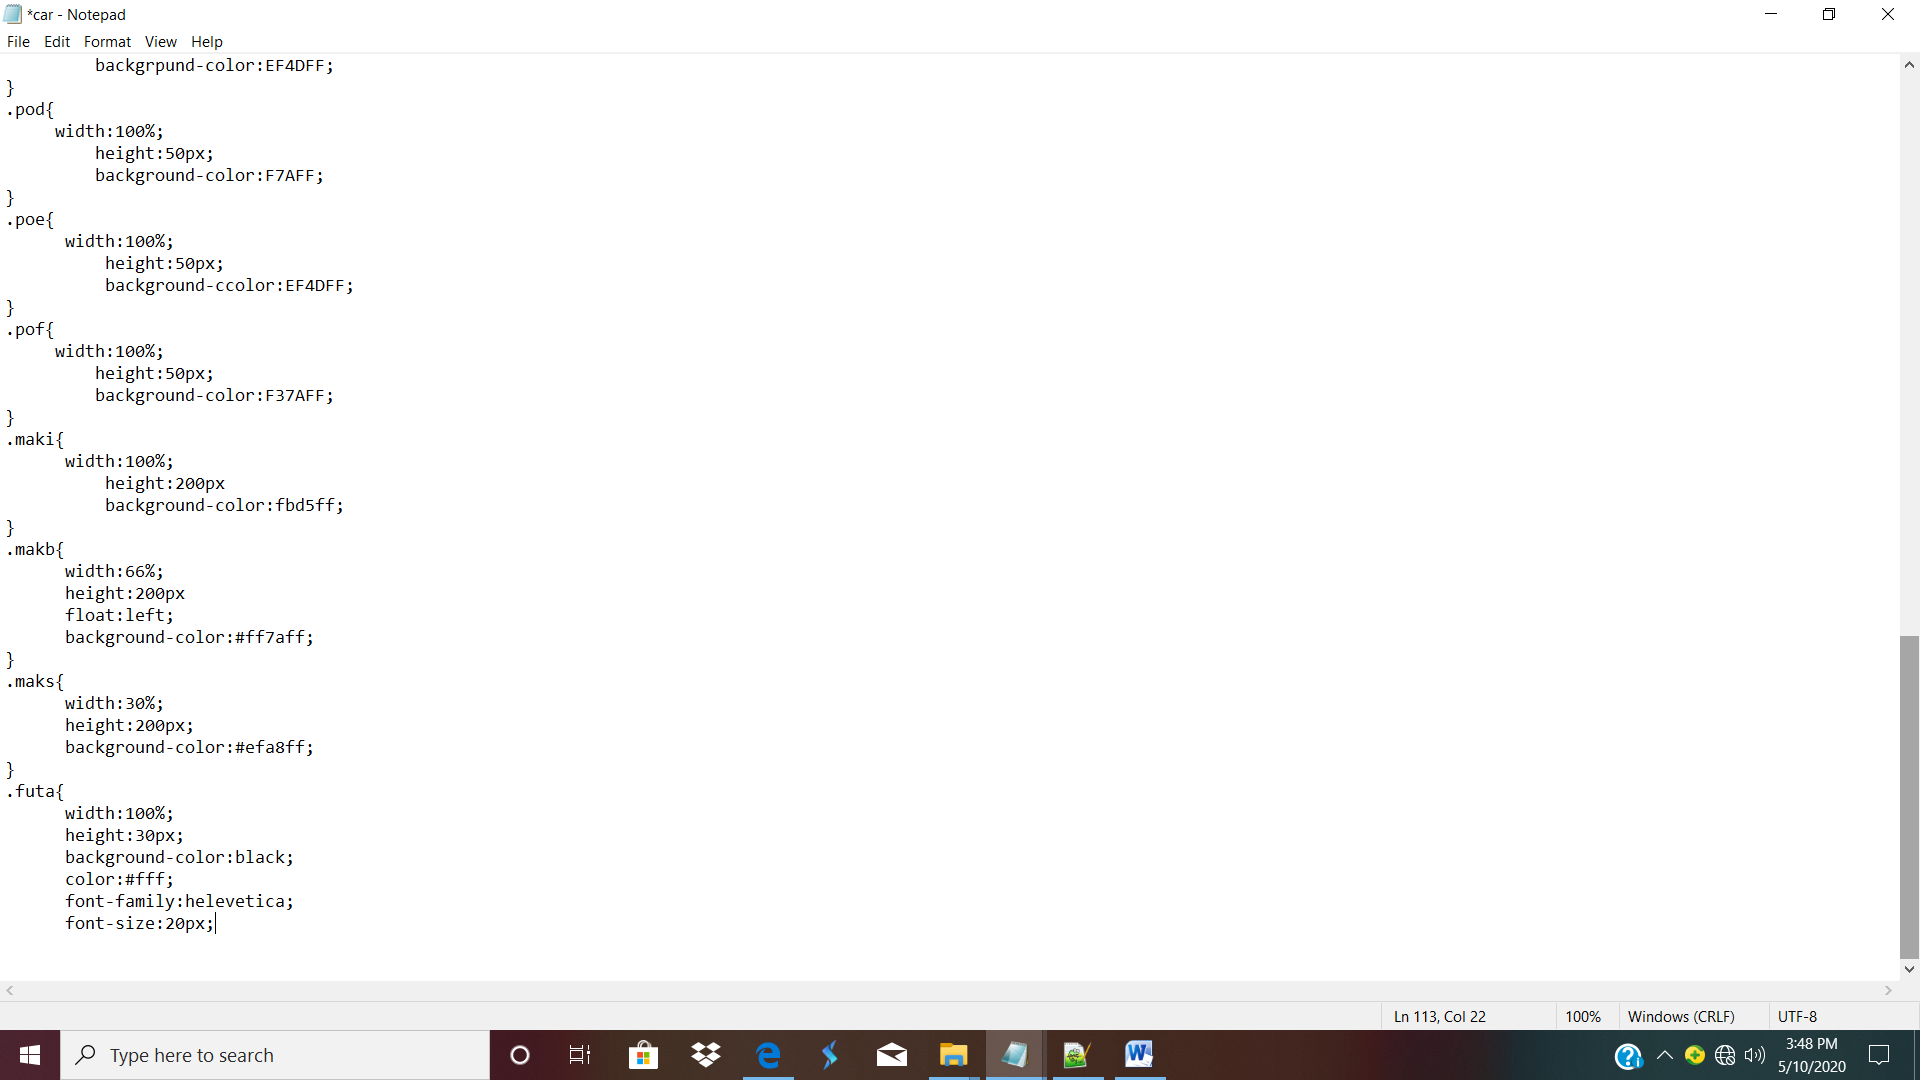 *car - Notepad
File Edit Format View Help
backgrpund-color:EF4DFF;
}
.pod{
width:100%;
height:50px;
background-color:F7AFF;
}
.poe{
width:100%;
height:50px;
background-ccolor:EF4DFF;
}
.pof{
width:100%;
height:50px;
background-color:F37AFF;
}
.maki{
width:100%;
height:200px
background-color:fbd5ff;
}
.makb{
width:66%;
height:200px
float:left;
background-color:#ff7aff;
}
.maks{
width:30%;
height:200px;
background-color:#efa8ff;
}
.futa{
width:100%;
height:30px;
background-color:black;
color:#fff;
font-family:helevetica;
font-size:20px;
Ln 113, Col 22 100% Windows (CRLF) UTF-8
Type here to search
3:48 PM
5/10/2020